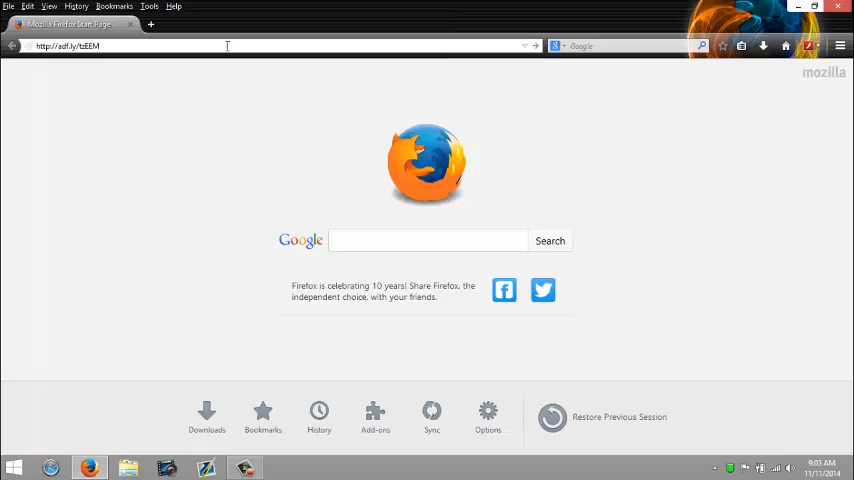 File Edit View History Bookmarks Tools Help
Mozilla Firefox Start Page
http://adf.ly/tzEEM
Google
mozilla
Google
Search
Firefox is celebrating 10 years! Share Firefox, the
independent choice, with your friends.
Downloads Bookmarks History Add-ons Sync Options Restore Previous Session
9:03 AM
11/11/2014